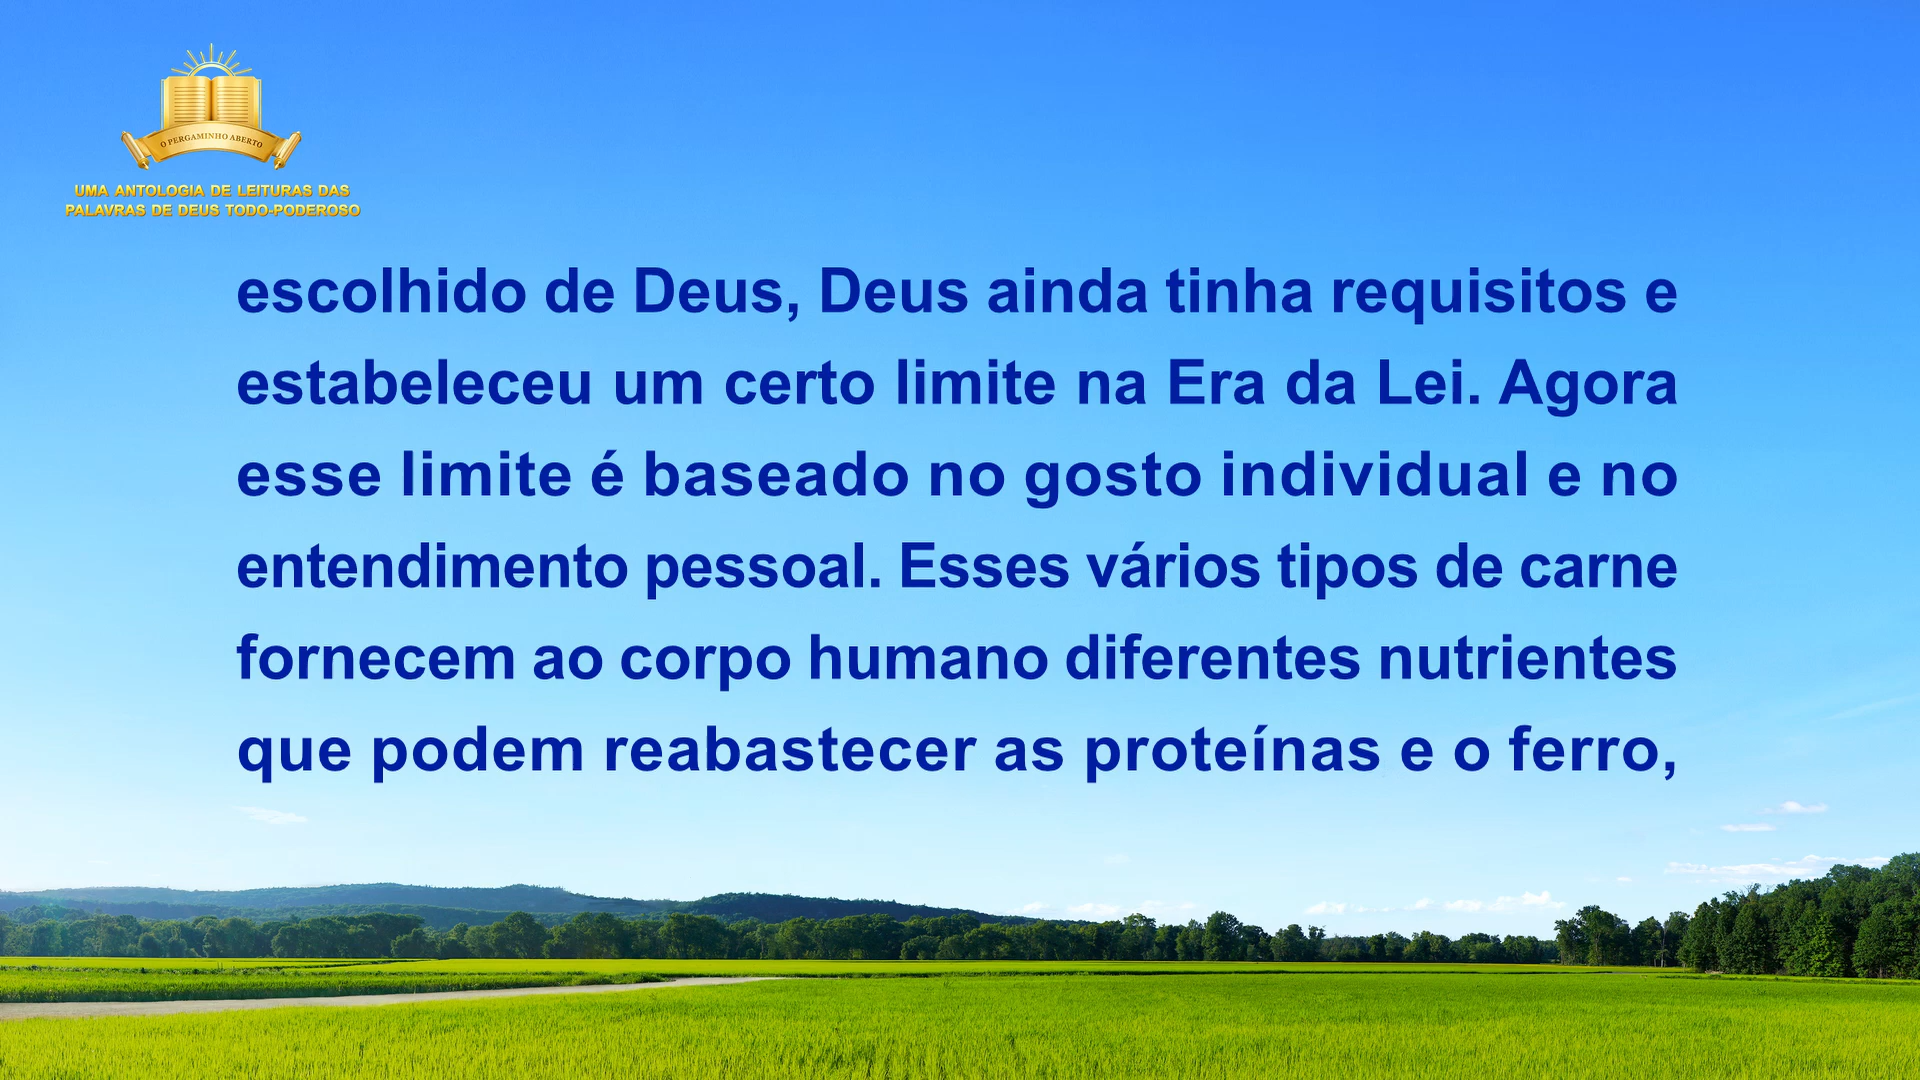 O PERGAMINHO ABERTO
UMA ANTOLOGIA DE LEITURAS DAS
PALAVRAS DE DEUS TODO-PODEROSO
escolhido de Deus, Deus ainda tinha requisitos e
estabeleceu um certo limite na Era da Lei. Agora
esse limite é baseado no gosto individual e no
entendimento pessoal. Esses vários tipos de carne
fornecem ao corpo humano diferentes nutrientes
que podem reabastecer as proteínas e o ferro,